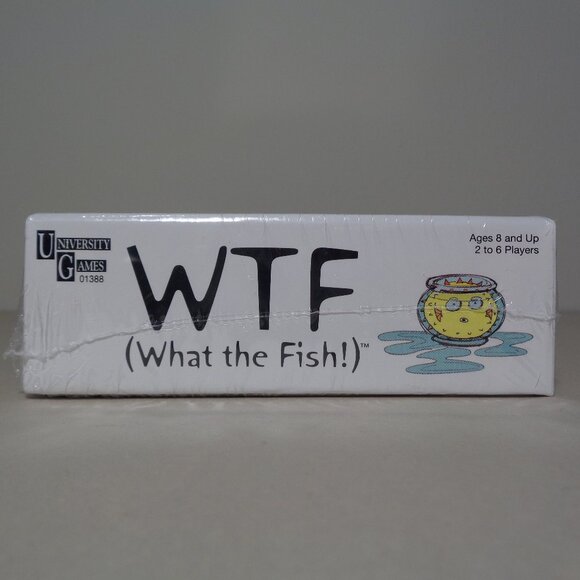 UNIVERSITY
GAMES
01388
WTF
(What the Fish!)™
Ages 8 and Up
2 to 6 Players